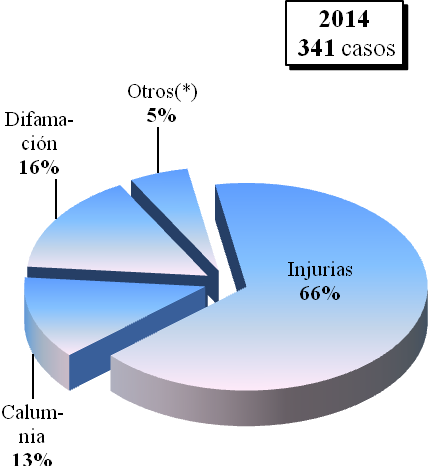 2014
341 casos
Otros(*)
5%
Difama-
ción
16%
Injurias
66%
Calum-
nia
13%